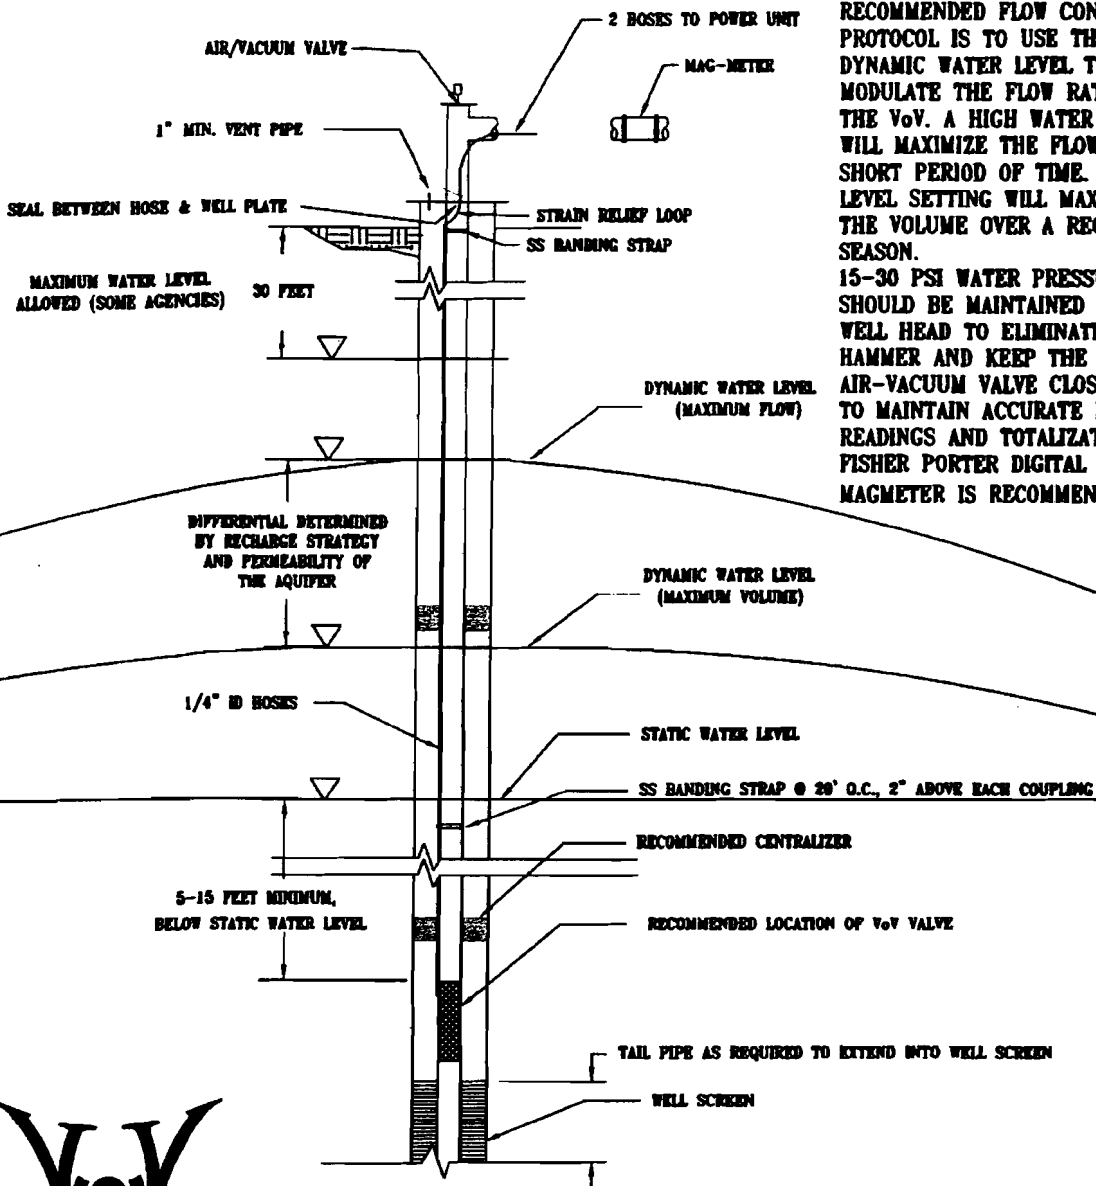 RECOMMENDED FLOW CON
PROTOCOL IS TO USE TH
DYNAMIC WATER LEVEL T
MODULATE THE FLOW RAT
THE VoV. A HIGH WATER
WILL MAXIMIZE THE FLOW
SHORT PERIOD OF TIME.
LEVEL SETTING WILL MAX
THE VOLUME OVER A REC
SEASON.
15-30 PSI WATER PRESS
SHOULD BE MAINTAINED
WELL HEAD TO ELIMINAT
HAMMER AND KEEP THE
AIR-VACUUM VALVE CLOS
TO MAINTAIN ACCURATE
READINGS AND TOTALIZAT
FISHER PORTER DIGITAL
MAGMETER IS RECOMMEN
2 HOSES TO POWER UNIT
AIR/VACUUM VALVE
MAG-METER
1" MIN. VENT PIPE
SEAL BETWEEN HOSE & WELL PLATE
STRAIN RELIEF LOOP
SS BANDING STRAP
MAXIMUM WATER LEVEL
ALLOWED (SOME AGENCIES)
30 FEET
DYNAMIC WATER LEVEL
(MAXIMUM FLOW)
DIFFERENTIAL DETERMINED
BY RECHARGE STRATEGY
AND PERMEABILITY OF
THE AQUIFER
DYNAMIC WATER LEVEL
(MAXIMUM VOLUME)
1/4" ID HOSES
STATIC WATER LEVEL
SS BANDING STRAP @ 20' O.C., 2" ABOVE EACH COUPLING
RECOMMENDED CENTRALIZER
5-15 FEET MINIMUM,
BELOW STATIC WATER LEVEL
RECOMMENDED LOCATION OF VoV VALVE
TAIL PIPE AS REQUIRED TO EXTEND INTO WELL SCREEN
WELL SCREEN
VoV